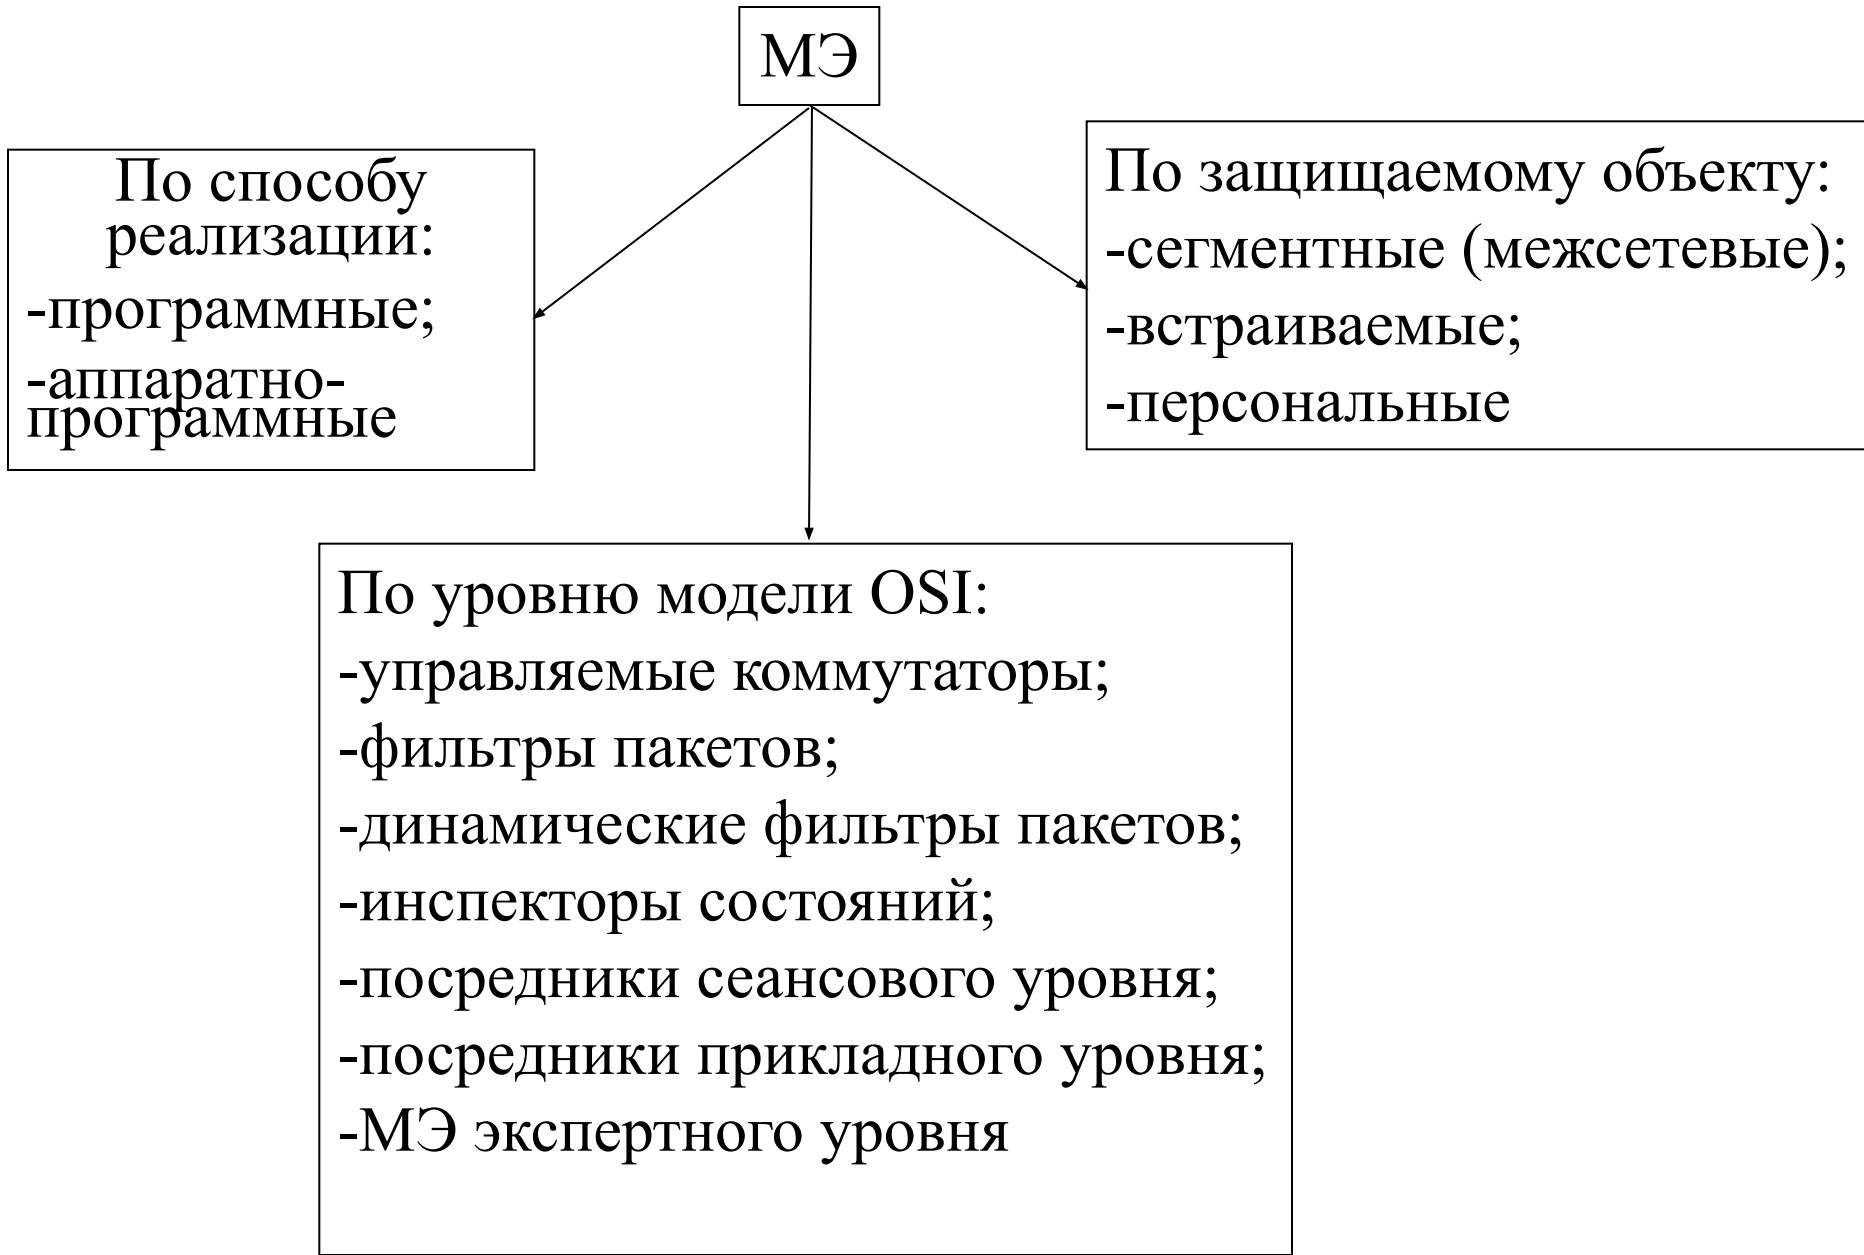 МЭ
По способу
реализации:
-программные;
-аппаратно-
программные
По защищаемому объекту:
-сегментные (межсетевые);
-встраиваемые;
-персональные
По уровню модели OSI:
-управляемые коммутаторы;
-фильтры пакетов;
-динамические фильтры пакетов;
-инспекторы состояний;
-посредники сеансового уровня;
-посредники прикладного уровня;
-МЭ экспертного уровня